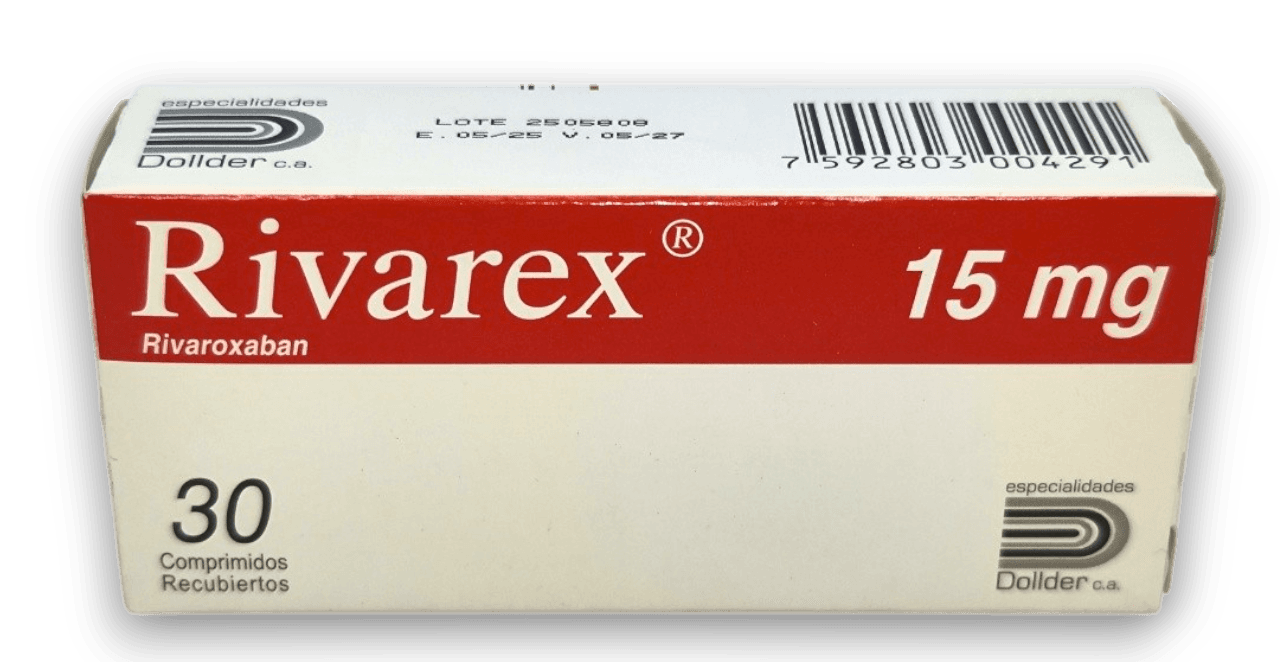 especialidades
Dollder c.a.
LOTE 2505808
E. 05/25 V. 05/27
7 592803 004291
Rivarex®
15 mg
Rivaroxaban
30
Comprimidos
Recubiertos
especialidades
Dollder c.a.